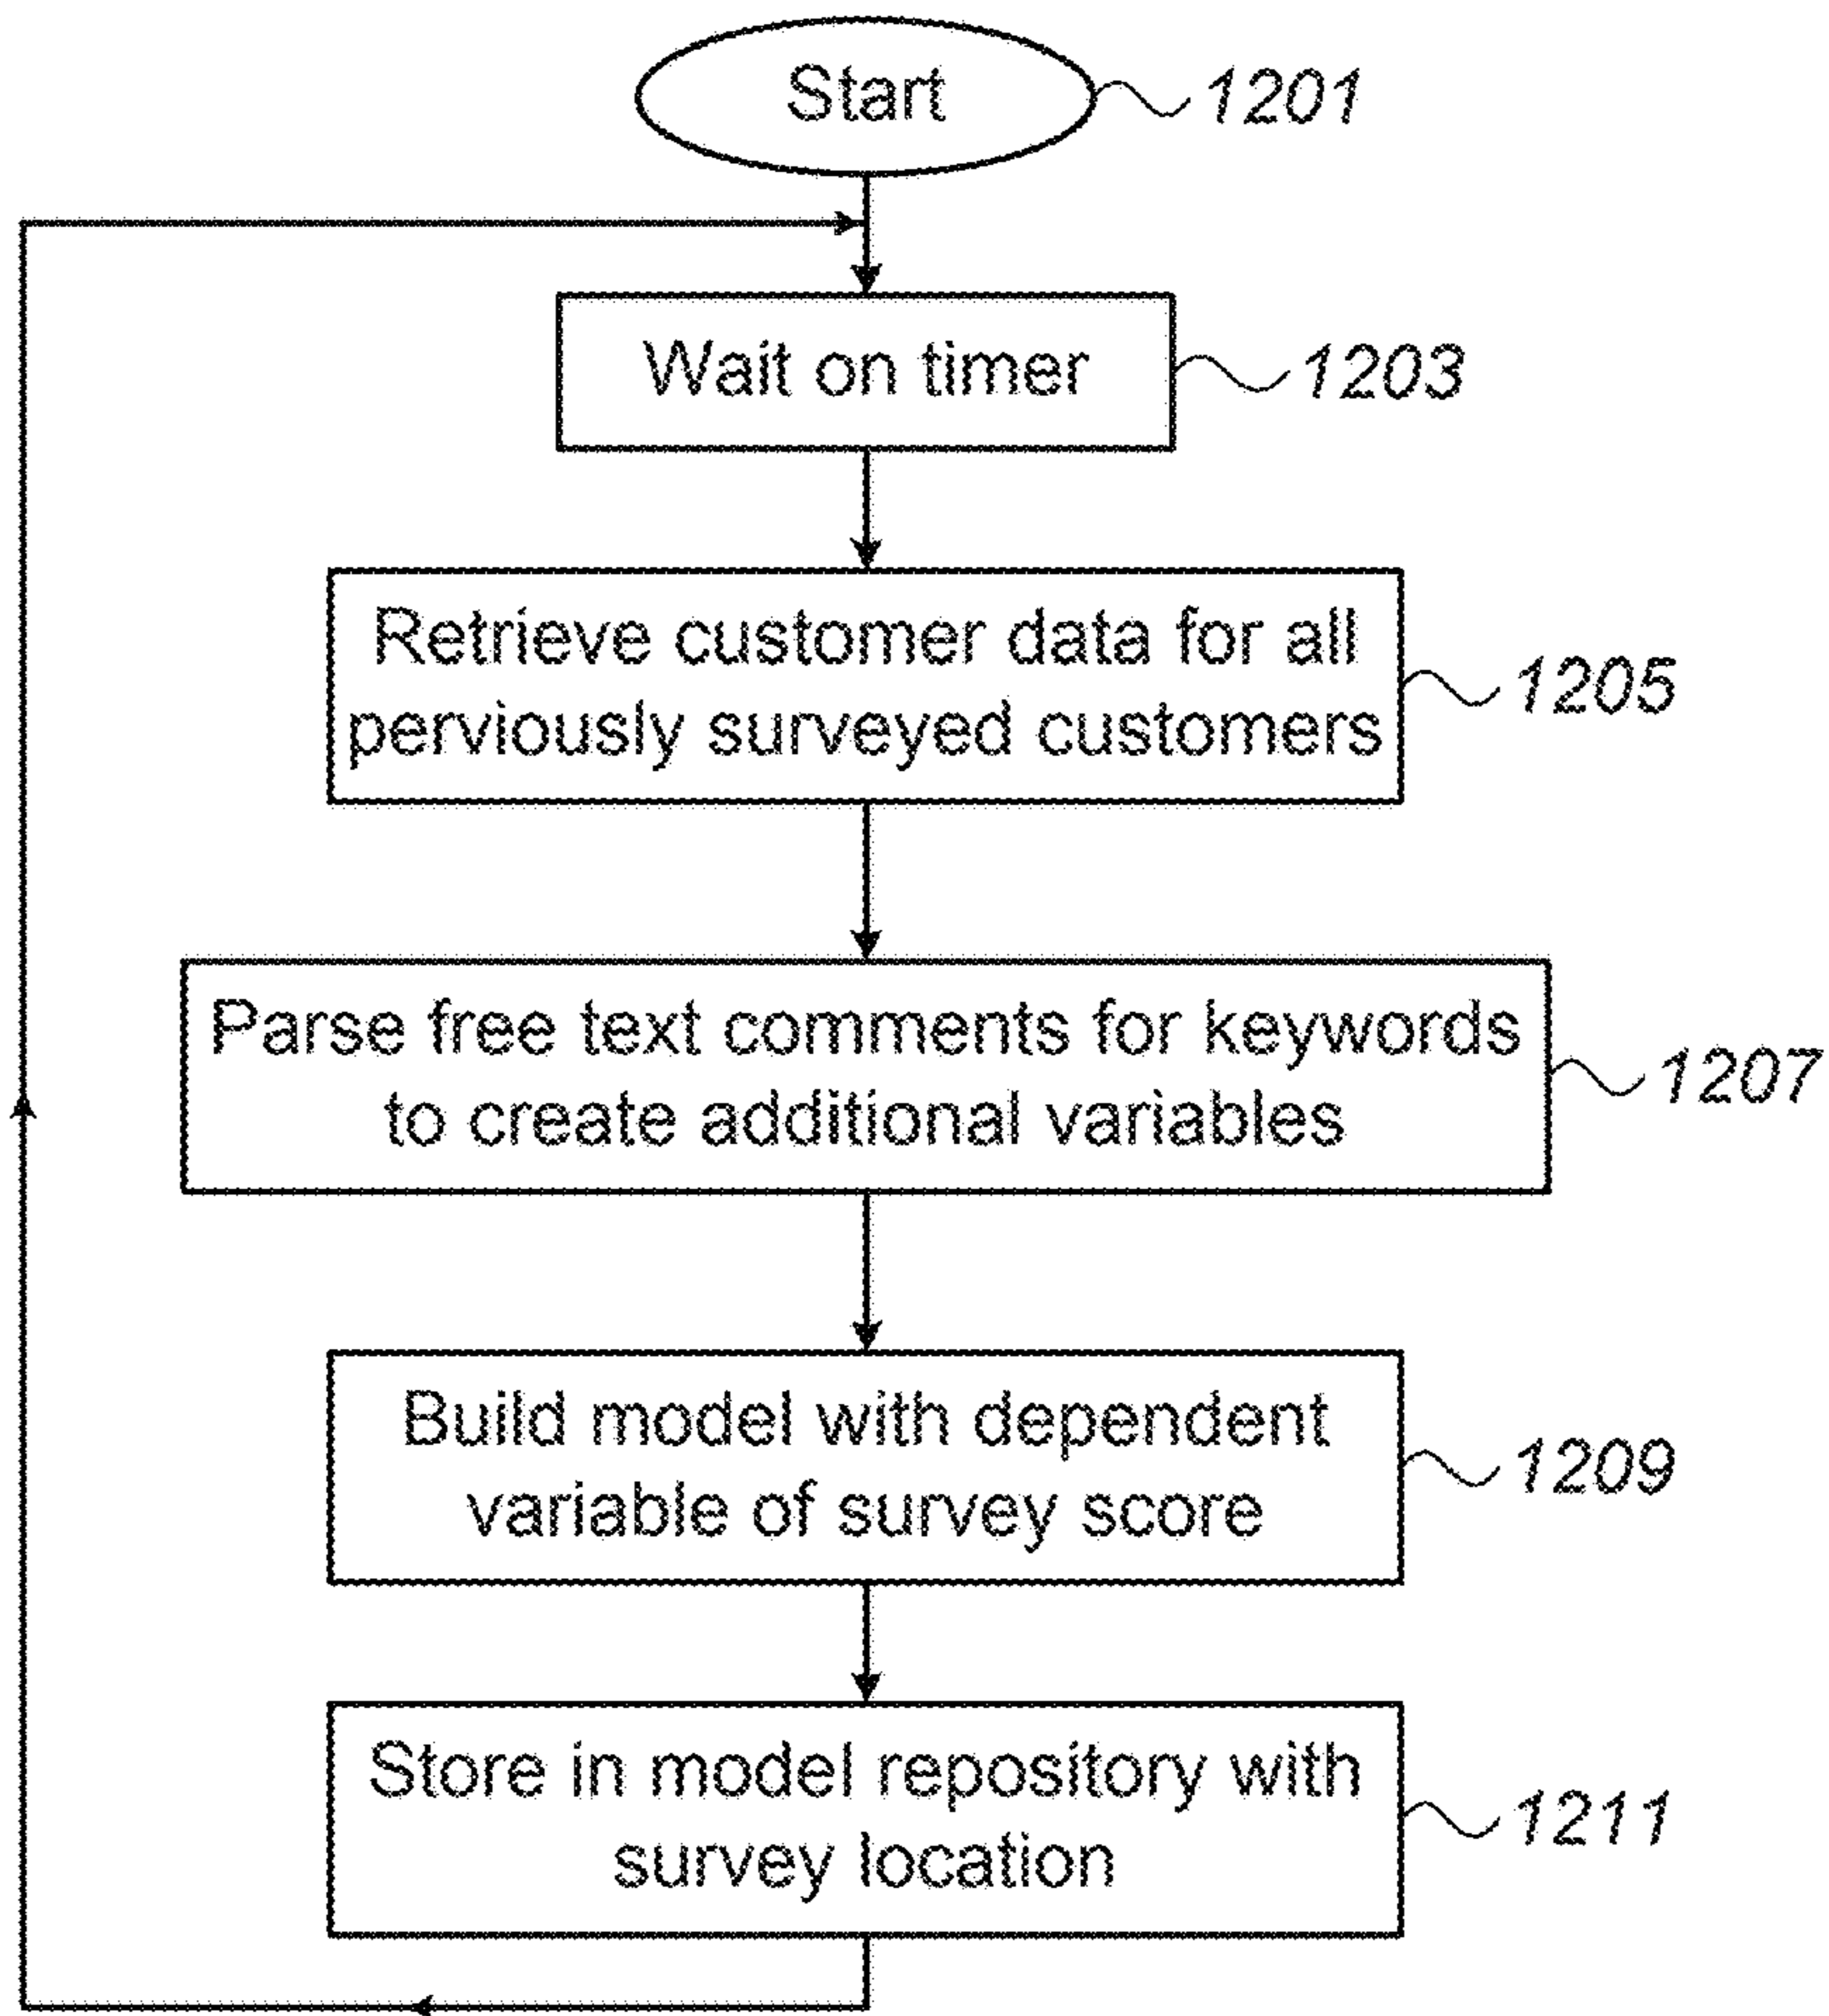 Start
1201
Wait on timer
1203
Retrieve customer data for all
perviously surveyed customers
1205
Parse free text comments for keywords
to create additional variables
1207
Build model with dependent
variable of survey score
1209
Store in model repository with
survey location
1211